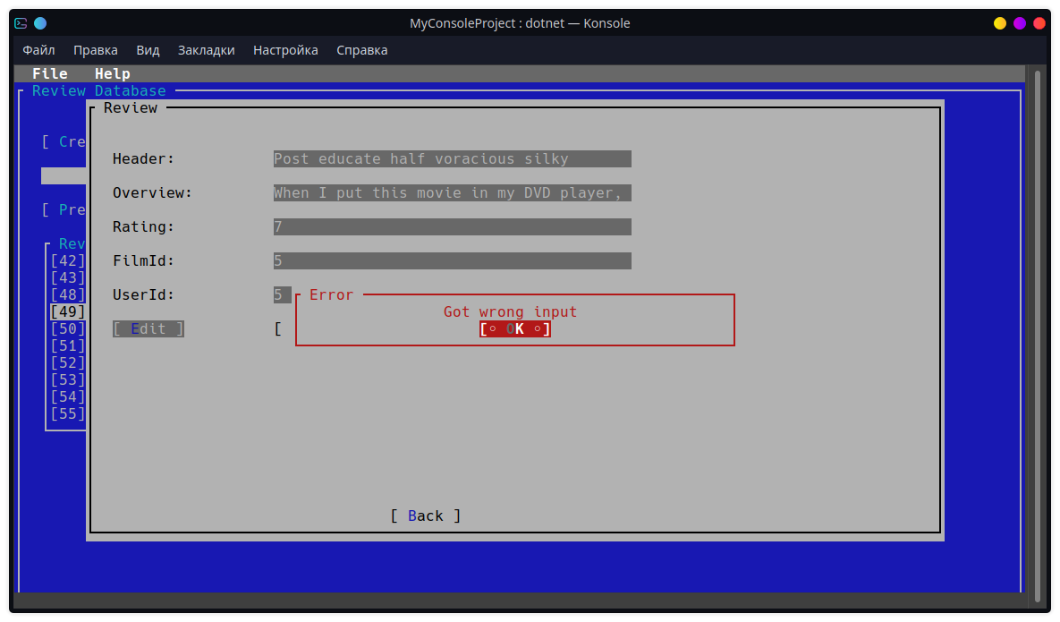 MyConsoleProject : dotnet — Konsole
Файл Правка Вид Закладки Настройка Справка
File Help
Review Database
Review
[ Cre
Header: Post educate half voracious silky
Overview: When I put this movie in my DVD player,
[ Pre
Rating: 7
Rev
[42]
FilmId: 5
[43]
[48]
UserId: 5
Error
[49]
Got wrong input
[50]
[ Edit ] [
[◦ OK ◦]
[51]
[52]
[53]
[54]
[55]
[ Back ]